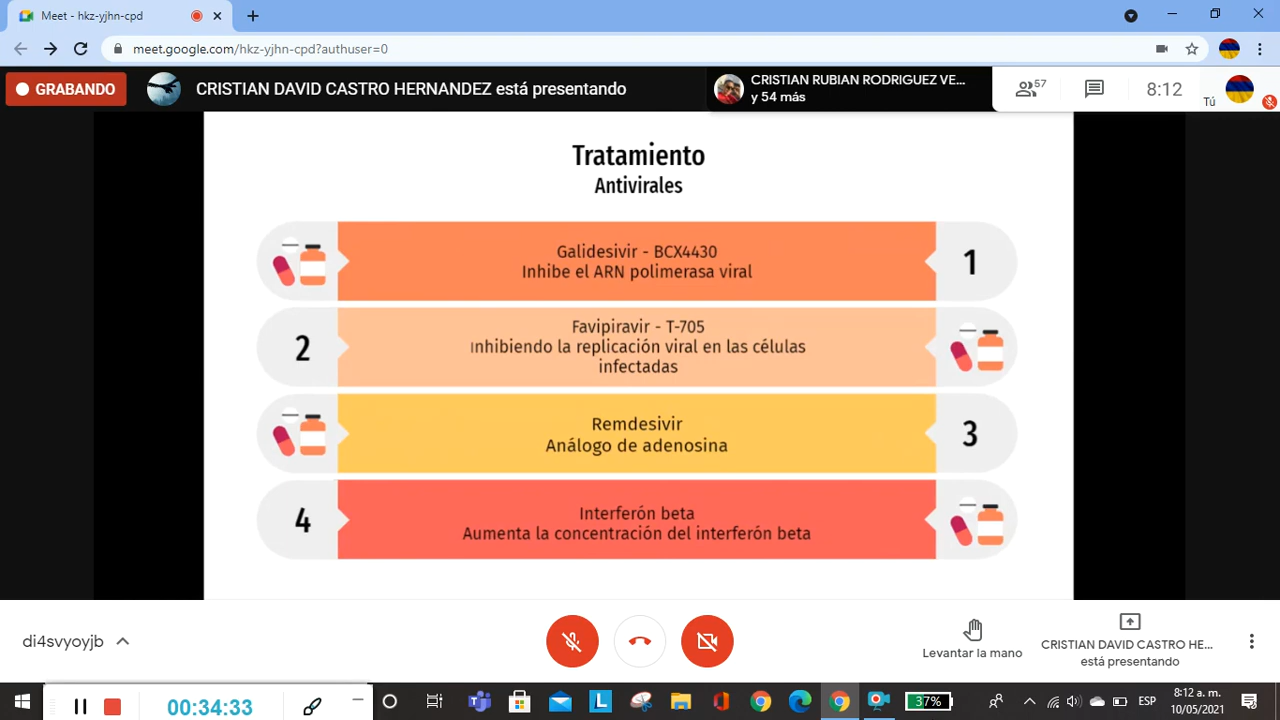 Meet - hkz-yjhn-cpd
meet.google.com/hkz-yjhn-cpd?authuser=0
GRABANDO
CRISTIAN DAVID CASTRO HERNANDEZ está presentando
CRISTIAN RUBIAN RODRIGUEZ VE...
y 54 más
57
8:12
Tú
Tratamiento
Antivirales
Galidesivir - BCX4430
Inhibe el ARN polimerasa viral
1
2
Favipiravir - T-705
Inhibiendo la replicación viral en las células
infectadas
Remdesivir
Análogo de adenosina
3
4
Interferón beta
Aumenta la concentración del interferón beta
di4svyoyjb
Levantar la mano
CRISTIAN DAVID CASTRO HE...
está presentando
00:34:33
L
37%
ESP
8:12 a. m.
10/05/2021